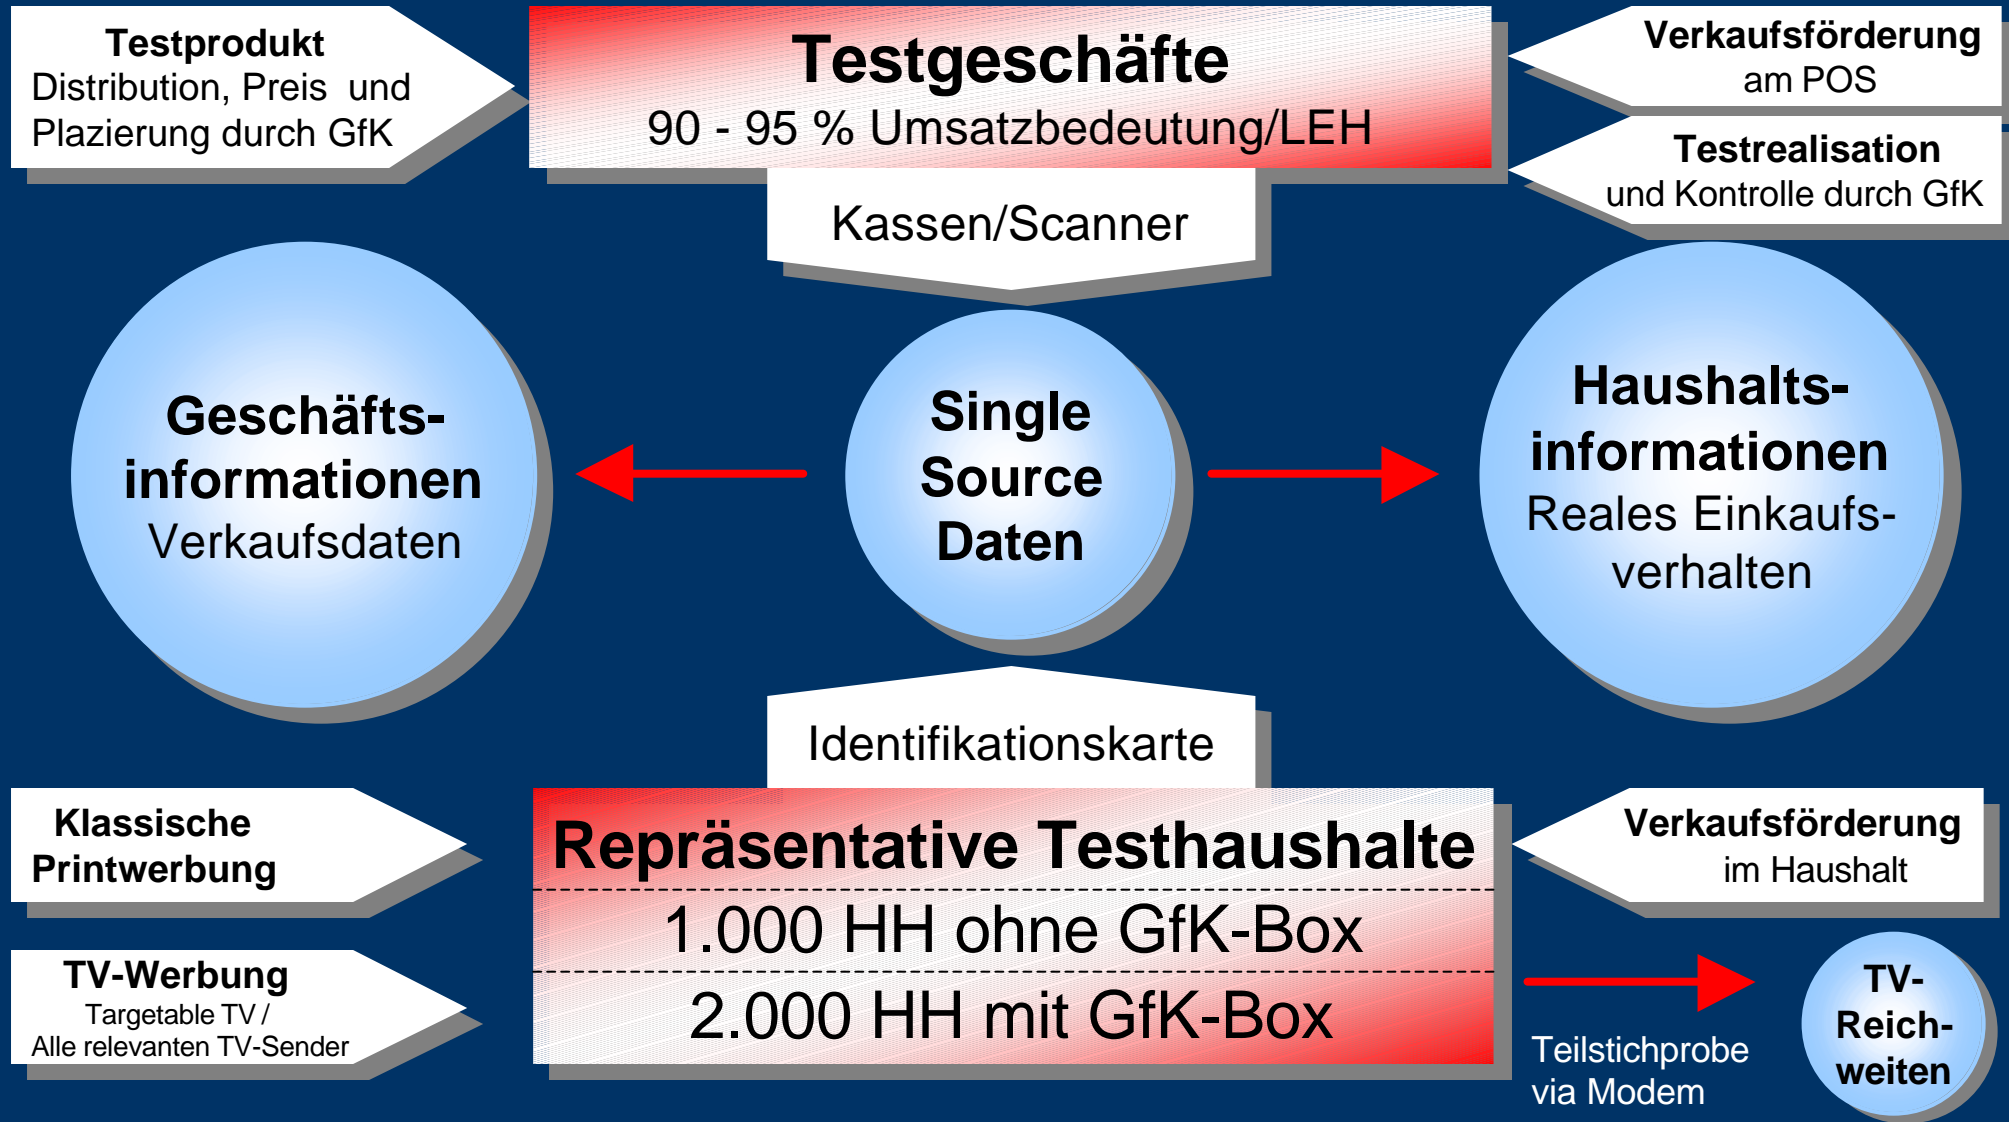 Testprodukt
Distribution, Preis und
Plazierung durch GfK
Testgeschäfte
90 - 95 % Umsatzbedeutung/LEH
Verkaufsförderung
am POS
Testrealisation
und Kontrolle durch GfK
Kassen/Scanner
Geschäfts-
informationen
Verkaufsdaten
Single
Source
Daten
Haushalts-
informationen
Reales Einkaufs-
verhalten
Identifikationskarte
Klassische
Printwerbung
TV-Werbung
Targetable TV /
Alle relevanten TV-Sender
Repräsentative Testhaushalte
1.000 HH ohne GfK-Box
2.000 HH mit GfK-Box
Verkaufsförderung
im Haushalt
Teilstichprobe
via Modem
TV-
Reich-
weiten